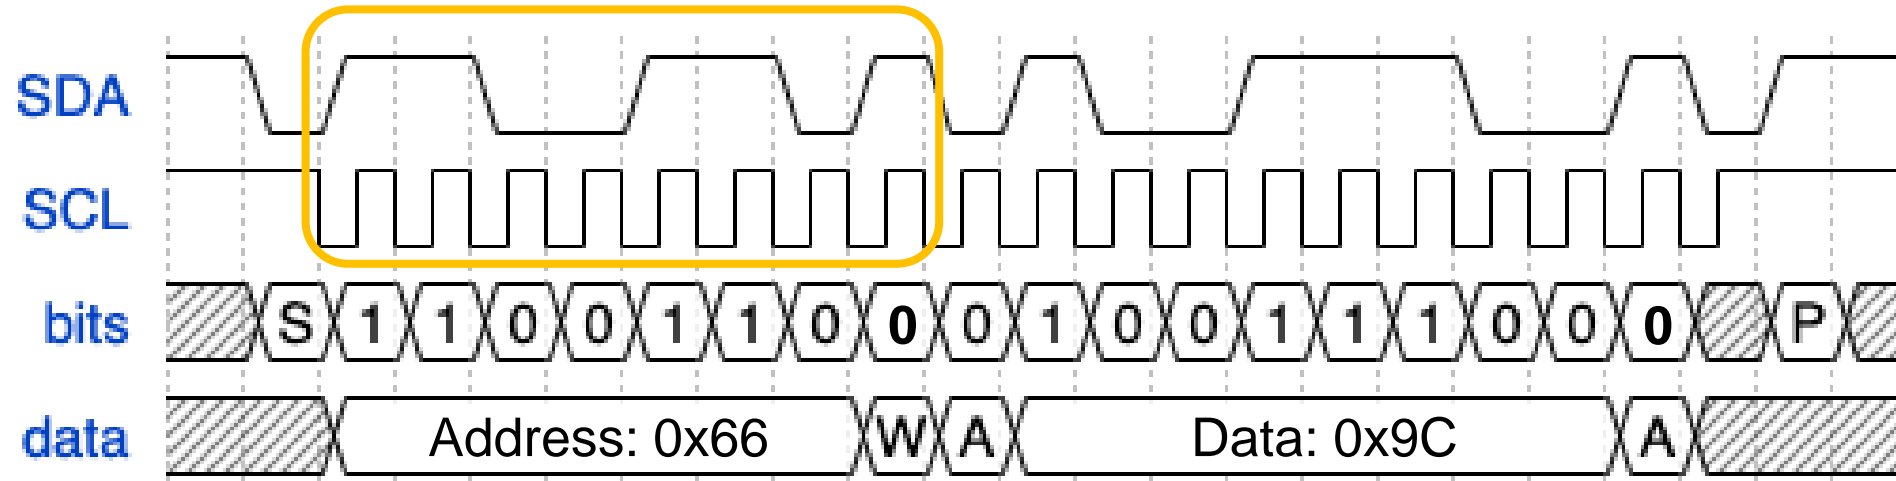 SDA
SCL
bits S 1 1 0 0 1 1 0 0 0 1 0 0 1 1 1 0 0 0 P
data Address: 0x66 W A Data: 0x9C A